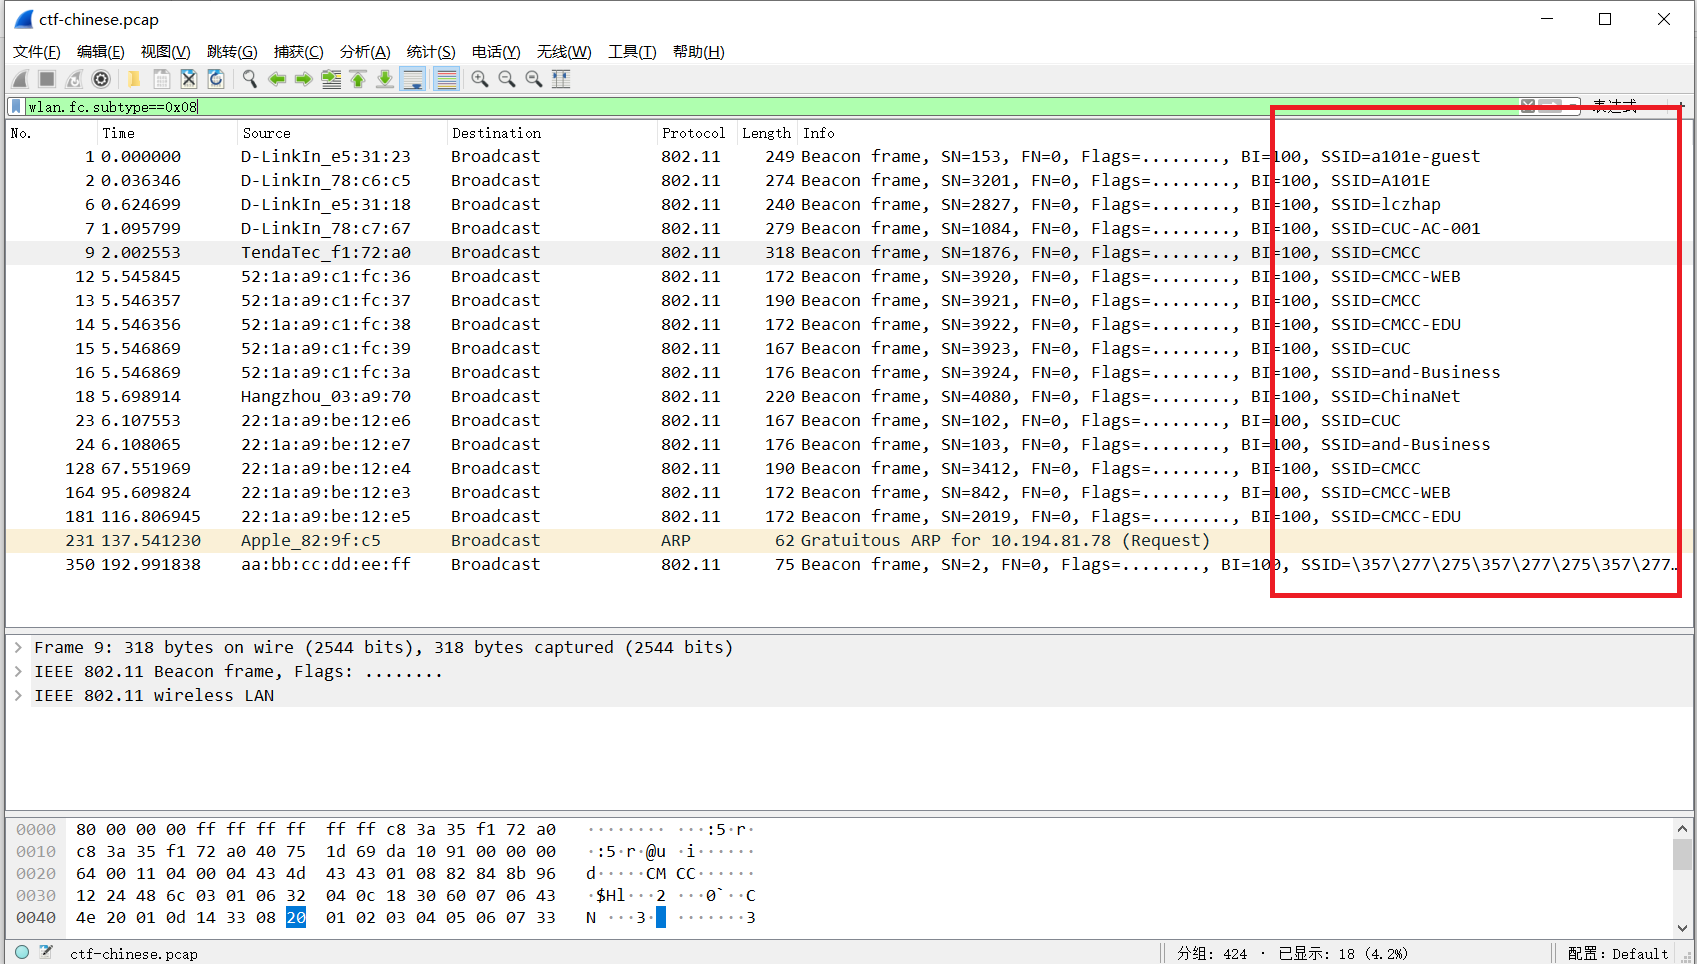 ctf-chinese.pcap
文件(F) 编辑(E) 视图(V) 跳转(G) 捕获(C) 分析(A) 统计(S) 电话(Y) 无线(W) 工具(T) 帮助(H)
wlan.fc.subtype==0x08 表达式… +
No. Time Source Destination Protocol Length Info
1 0.000000 D-LinkIn_e5:31:23 Broadcast 802.11 249 Beacon frame, SN=153, FN=0, Flags=........, BI=100, SSID=a101e-guest
2 0.036346 D-LinkIn_78:c6:c5 Broadcast 802.11 274 Beacon frame, SN=3201, FN=0, Flags=........, BI=100, SSID=A101E
6 0.624699 D-LinkIn_e5:31:18 Broadcast 802.11 240 Beacon frame, SN=2827, FN=0, Flags=........, BI=100, SSID=lczhap
7 1.095799 D-LinkIn_78:c7:67 Broadcast 802.11 279 Beacon frame, SN=1084, FN=0, Flags=........, BI=100, SSID=CUC-AC-001
9 2.002553 TendaTec_f1:72:a0 Broadcast 802.11 318 Beacon frame, SN=1876, FN=0, Flags=........, BI=100, SSID=CMCC
12 5.545845 52:1a:a9:c1:fc:36 Broadcast 802.11 172 Beacon frame, SN=3920, FN=0, Flags=........, BI=100, SSID=CMCC-WEB
13 5.546357 52:1a:a9:c1:fc:37 Broadcast 802.11 190 Beacon frame, SN=3921, FN=0, Flags=........, BI=100, SSID=CMCC
14 5.546356 52:1a:a9:c1:fc:38 Broadcast 802.11 172 Beacon frame, SN=3922, FN=0, Flags=........, BI=100, SSID=CMCC-EDU
15 5.546869 52:1a:a9:c1:fc:39 Broadcast 802.11 167 Beacon frame, SN=3923, FN=0, Flags=........, BI=100, SSID=CUC
16 5.546869 52:1a:a9:c1:fc:3a Broadcast 802.11 176 Beacon frame, SN=3924, FN=0, Flags=........, BI=100, SSID=and-Business
18 5.698914 Hangzhou_03:a9:70 Broadcast 802.11 220 Beacon frame, SN=4080, FN=0, Flags=........, BI=100, SSID=ChinaNet
23 6.107553 22:1a:a9:be:12:e6 Broadcast 802.11 167 Beacon frame, SN=102, FN=0, Flags=........, BI=100, SSID=CUC
24 6.108065 22:1a:a9:be:12:e7 Broadcast 802.11 176 Beacon frame, SN=103, FN=0, Flags=........, BI=100, SSID=and-Business
128 67.551969 22:1a:a9:be:12:e4 Broadcast 802.11 190 Beacon frame, SN=3412, FN=0, Flags=........, BI=100, SSID=CMCC
164 95.609824 22:1a:a9:be:12:e3 Broadcast 802.11 172 Beacon frame, SN=842, FN=0, Flags=........, BI=100, SSID=CMCC-WEB
181 116.806945 22:1a:a9:be:12:e5 Broadcast 802.11 172 Beacon frame, SN=2019, FN=0, Flags=........, BI=100, SSID=CMCC-EDU
231 137.541230 Apple_82:9f:c5 Broadcast ARP 62 Gratuitous ARP for 10.194.81.78 (Request)
350 192.991838 aa:bb:cc:dd:ee:ff Broadcast 802.11 75 Beacon frame, SN=2, FN=0, Flags=........, BI=100, SSID=\357\277\275\357\277\275\357\277…
Frame 9: 318 bytes on wire (2544 bits), 318 bytes captured (2544 bits)
IEEE 802.11 Beacon frame, Flags: ........
IEEE 802.11 wireless LAN
0000 80 00 00 00 ff ff ff ff ff ff c8 3a 35 f1 72 a0 ········ ···:5·r·
0010 c8 3a 35 f1 72 a0 40 75 1d 69 da 10 91 00 00 00 ·:5·r·@u ·i······
0020 64 00 11 04 00 04 43 4d 43 43 01 08 82 84 8b 96 d·····CM CC······
0030 12 24 48 6c 03 01 06 32 04 0c 18 30 60 07 06 43 ·$Hl···2 ···0`··C
0040 4e 20 01 0d 14 33 08 20 01 02 03 04 05 06 07 33 N ···3· ·······3
ctf-chinese.pcap 分组: 424 · 已显示: 18 (4.2%) 配置: Default